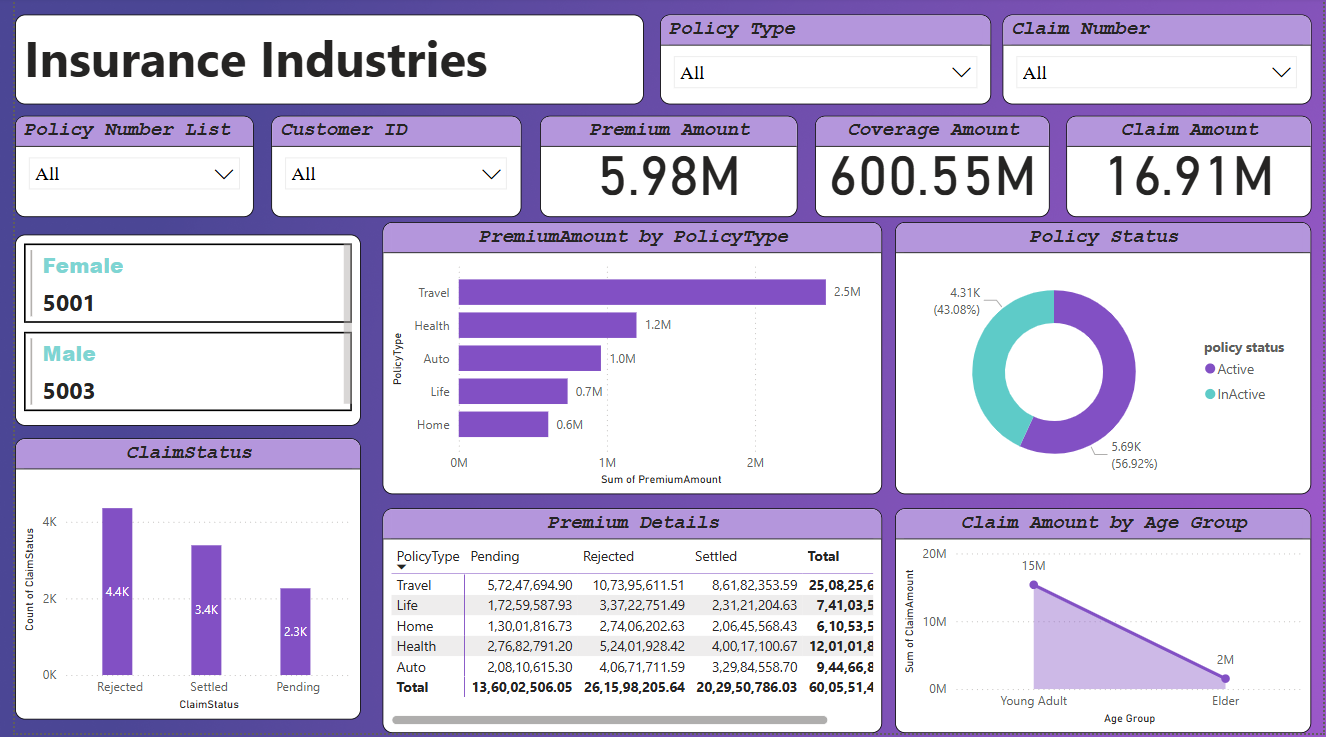 Insurance Industries
Policy Type
All
Claim Number
All
Policy Number List
All
Customer ID
All
Premium Amount
5.98M
Coverage Amount
600.55M
Claim Amount
16.91M
Female
5001
Male
5003
ClaimStatus
Count of ClaimStatus
4K
2K
0K
4.4K
3.4K
2.3K
Rejected Settled Pending
ClaimStatus
PremiumAmount by PolicyType
PolicyType
Travel 2.5M
Health 1.2M
Auto 1.0M
Life 0.7M
Home 0.6M
0M 1M 2M
Sum of PremiumAmount
Policy Status
4.31K
(43.08%)
5.69K
(56.92%)
policy status
Active
InActive
Premium Details
PolicyType Pending Rejected Settled Total
Travel 5,72,47,694.90 10,73,95,611.51 8,61,82,353.59 25,08,25,6
Life 1,72,59,587.93 3,37,22,751.49 2,31,21,204.63 7,41,03,5
Home 1,30,01,816.73 2,74,06,202.63 2,06,45,568.43 6,10,53,5
Health 2,76,82,791.20 5,24,01,928.42 4,00,17,100.67 12,01,01,8
Auto 2,08,10,615.30 4,06,71,711.59 3,29,84,558.70 9,44,66,8
Total 13,60,02,506.05 26,15,98,205.64 20,29,50,786.03 60,05,51,4
Claim Amount by Age Group
Sum of ClaimAmount
20M
10M
0M
15M
2M
Young Adult Elder
Age Group